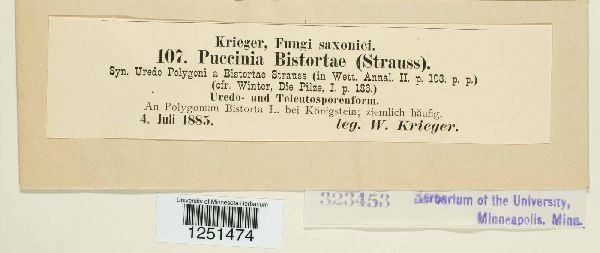 Krieger, Fungi saxonici.
107. Puccinia Bistortae (Strauss).
Syn. Uredo Polygoni a Bistortae Strauss (in Wett. Annal. II. p. 103. p. p.)
(cfr. Winter, Die Pilze, I. p. 183.)
Uredo- und Teleutosporenform.
An Polygonum Bistorta L. bei Königstein; ziemlich häufig.
4. Juli 1885. leg. W. Krieger.
323453 Herbarium of the University,
Minneapolis, Minn.
University of Minnesota Herbarium
1251474